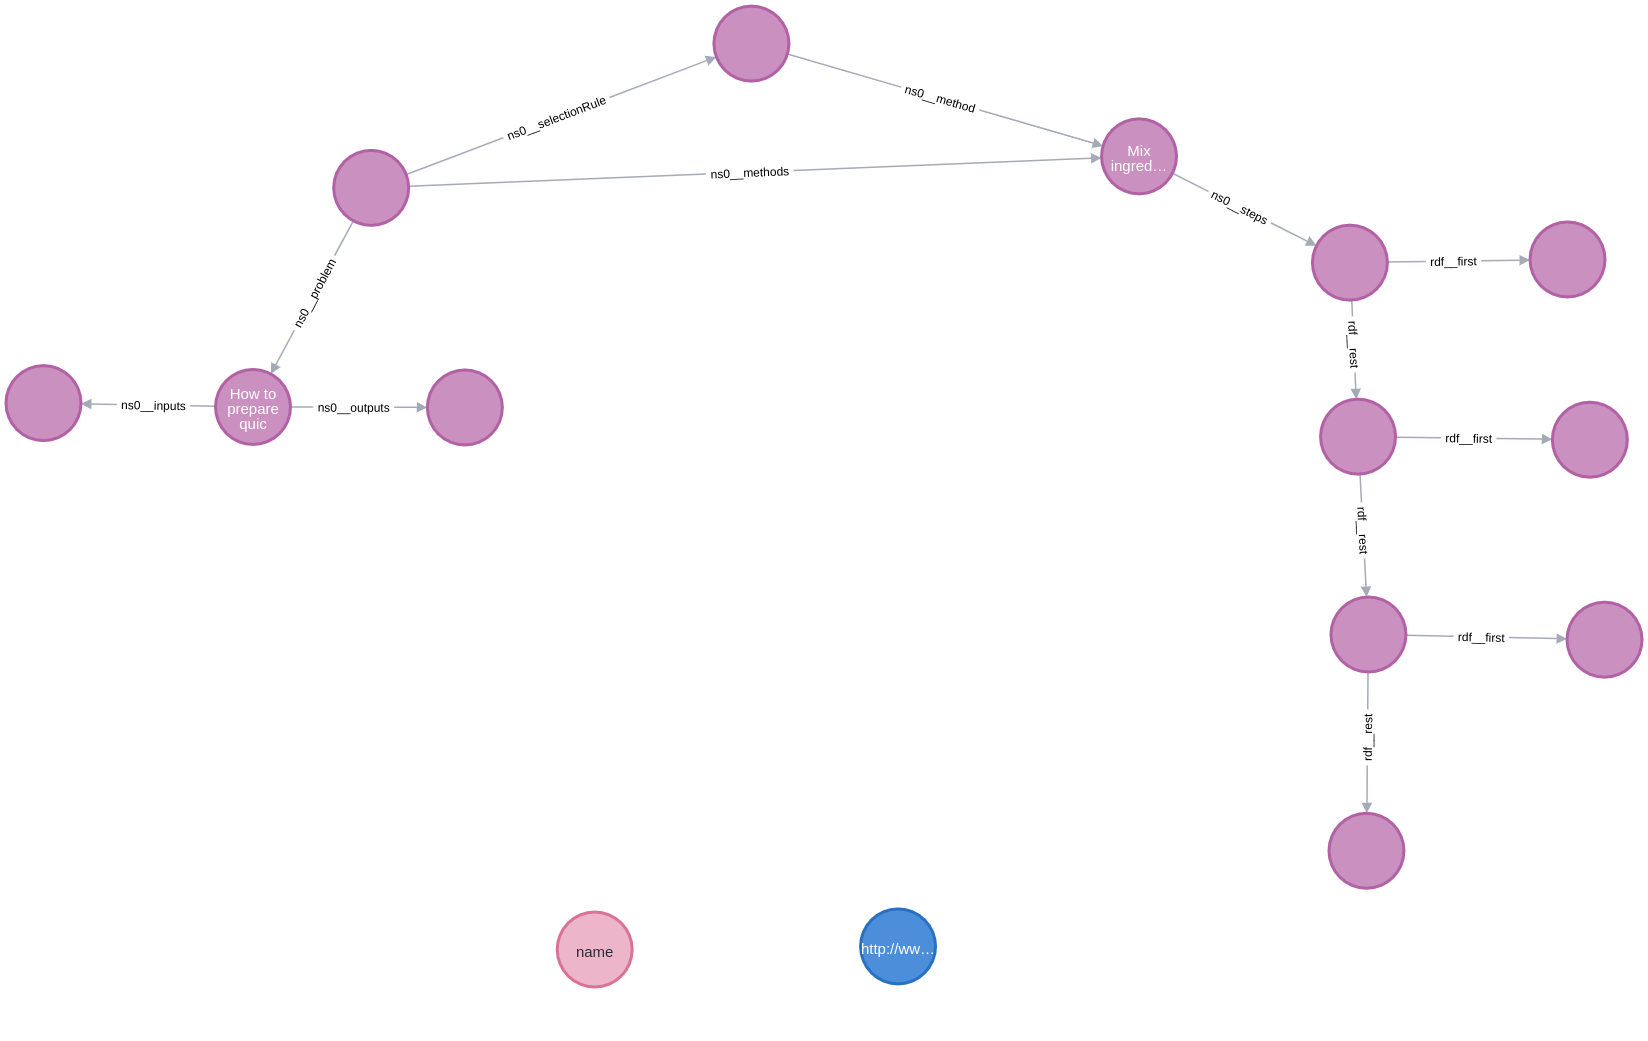 ns0__selectionRule
ns0__method
Mix
ingred…
ns0__methods
ns0__steps
rdf__first
ns0__problem
rdf__rest
How to
prepare
quic
ns0__inputs
ns0__outputs
rdf__first
rdf__rest
rdf__first
rdf__rest
name
http://ww…